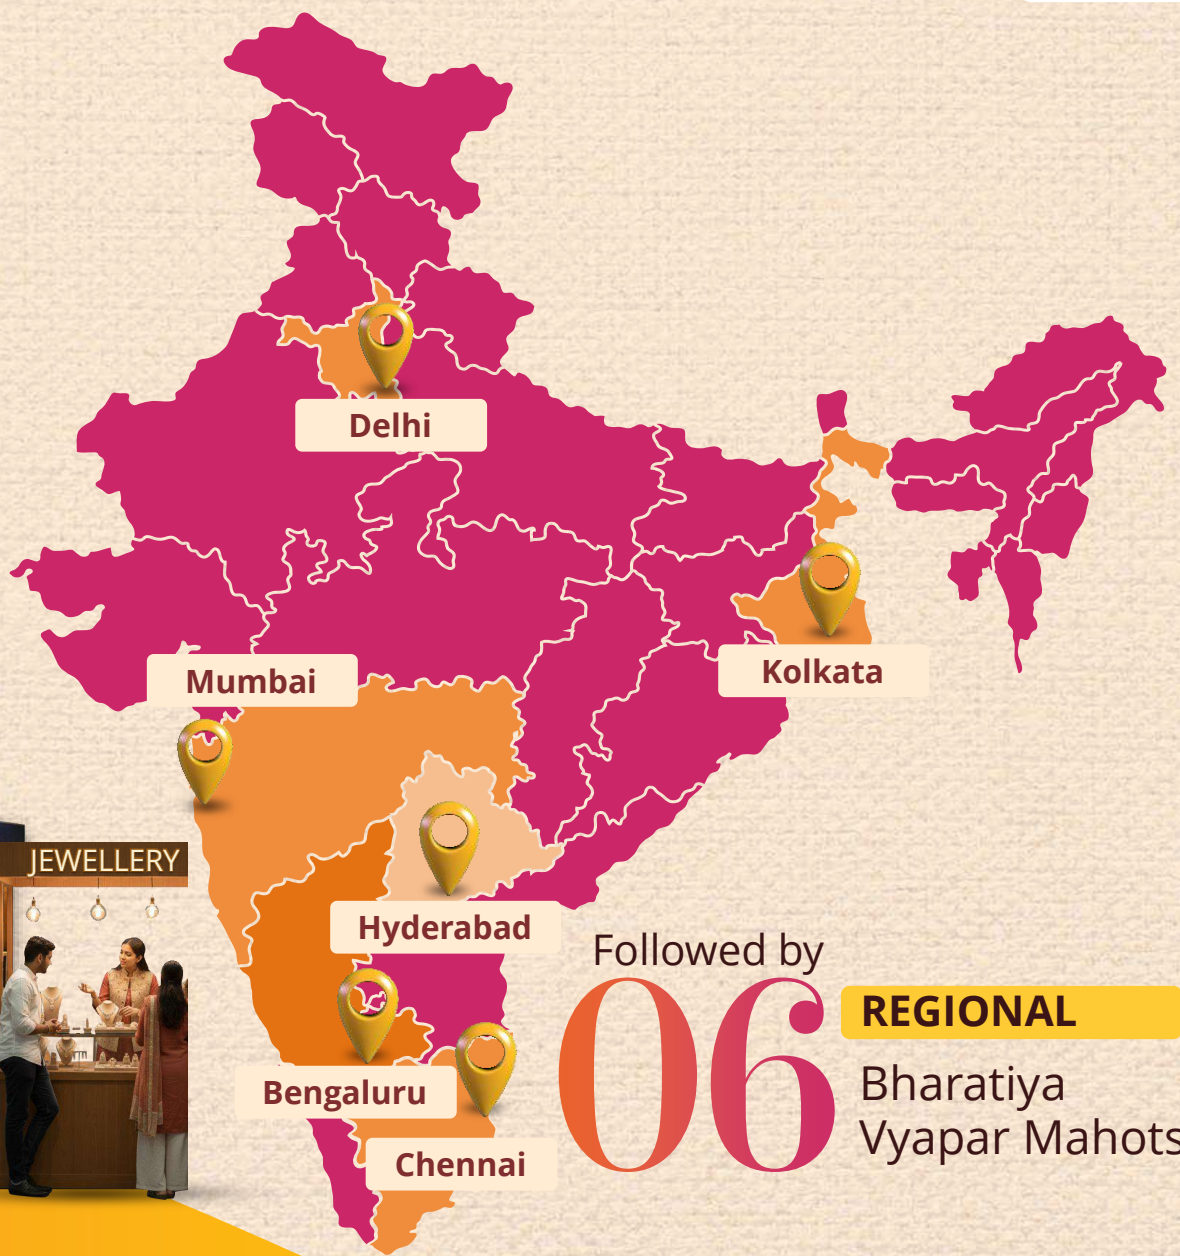 Delhi
Mumbai
Kolkata
JEWELLERY
Hyderabad
Followed by
06
REGIONAL
Bengaluru
Bharatiya
Vyapar Mahots
Chennai